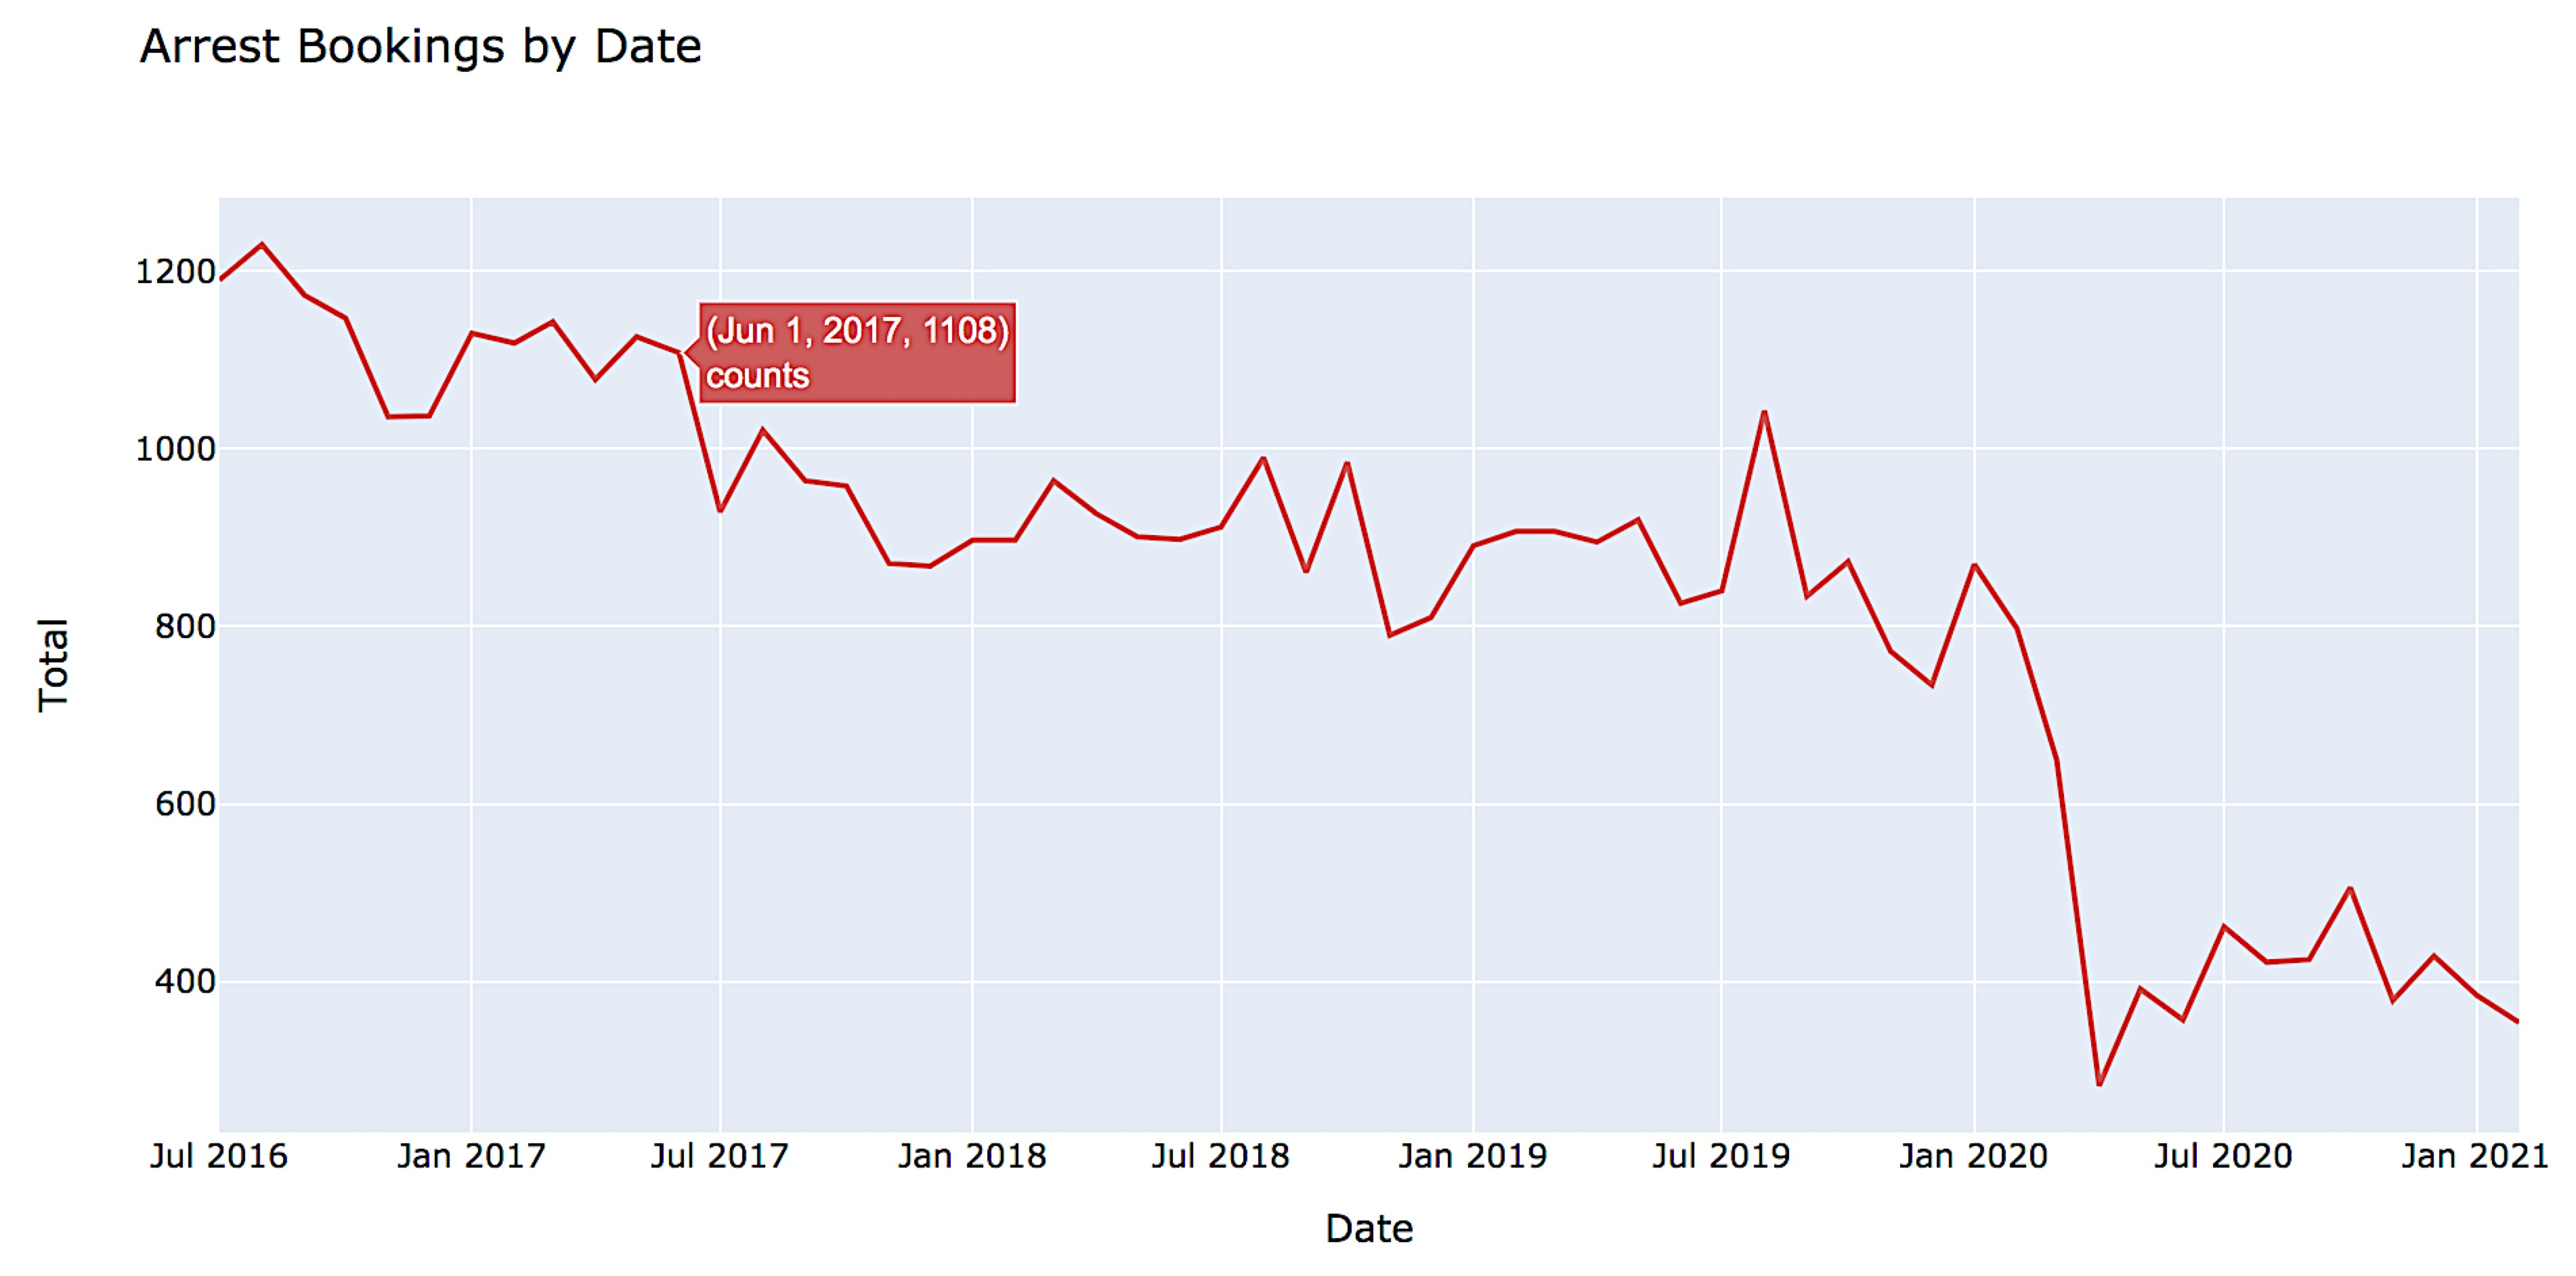 Arrest Bookings by Date
1200
1000
800
600
400
Total
(Jun 1, 2017, 1108)
counts
Jul 2016
Jan 2017
Jul 2017
Jan 2018
Jul 2018
Jan 2019
Jul 2019
Jan 2020
Jul 2020
Jan 2021
Date